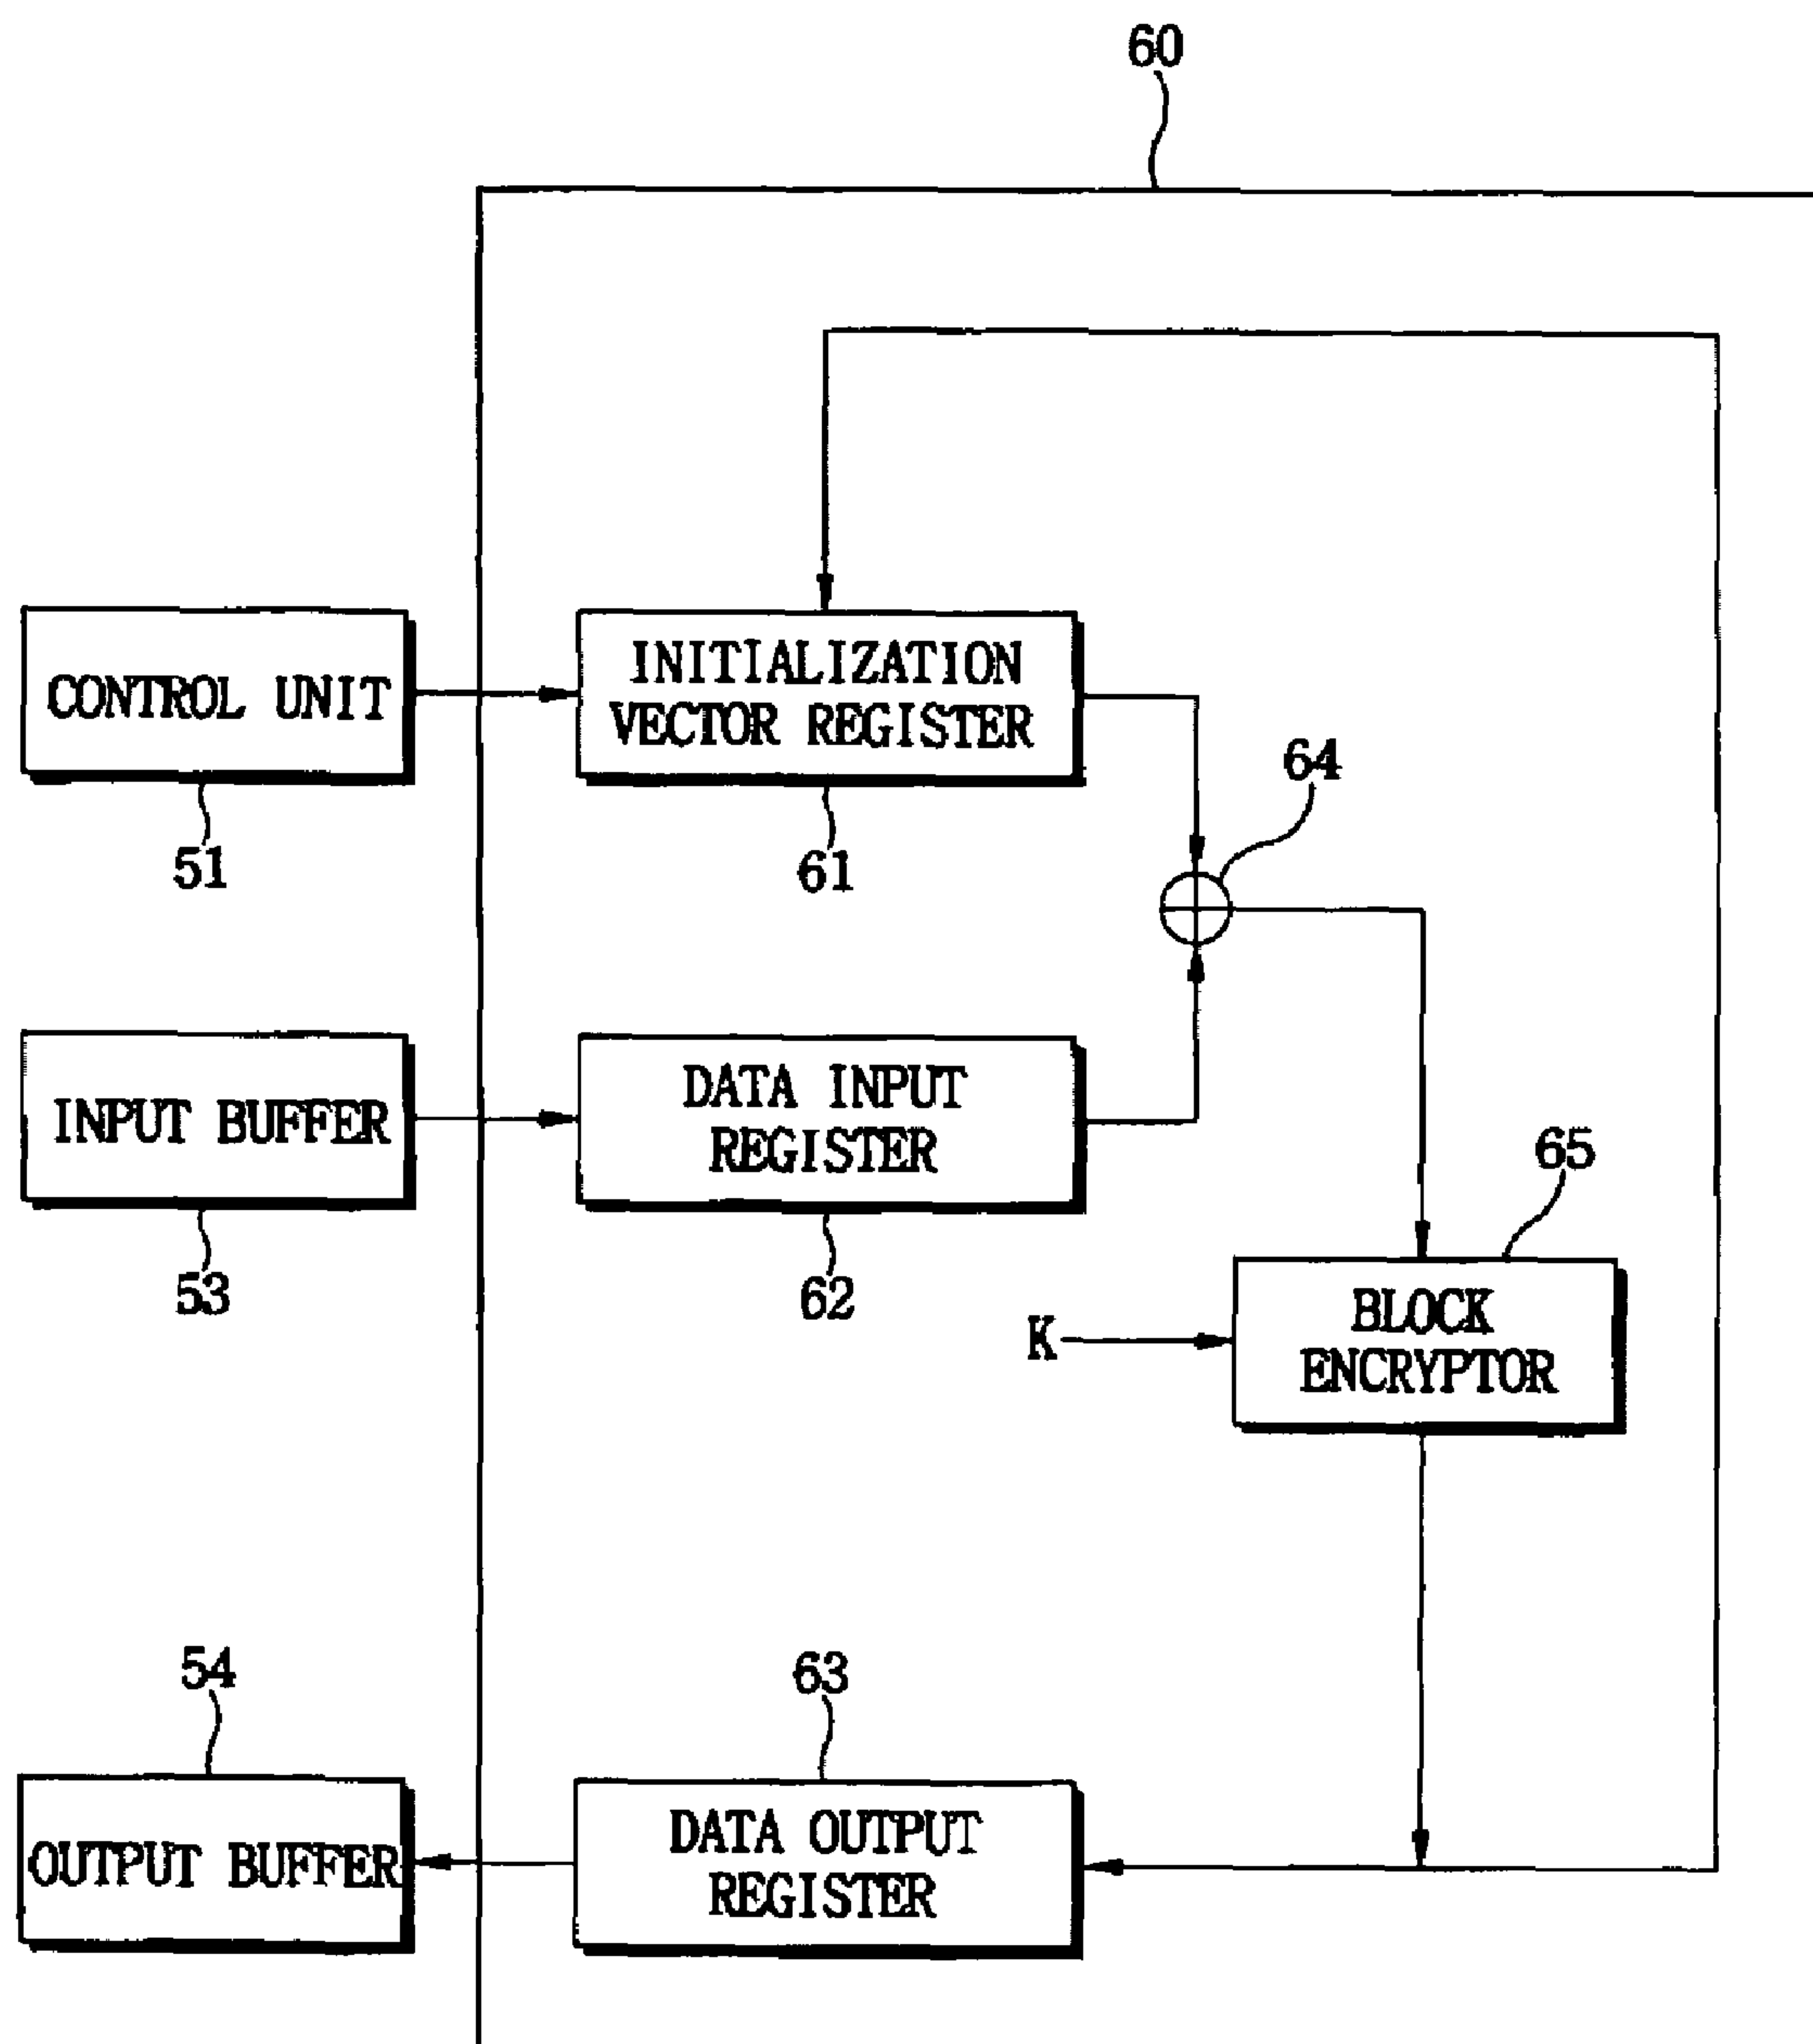 60
CONTROL UNIT
51
INITIALIZATION
VECTOR REGISTER
61
64
INPUT BUFFER
53
DATA INPUT
REGISTER
62
65
K
BLOCK
ENCRYPTOR
54
OUTPUT BUFFER
63
DATA OUTPUT
REGISTER